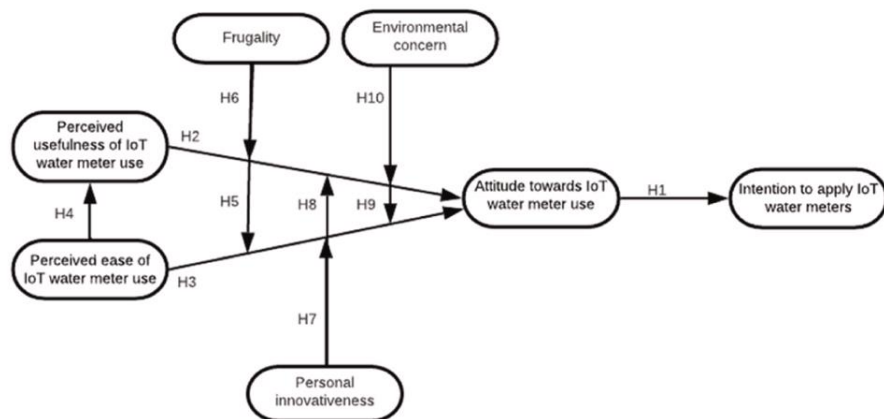 Frugality
Environmental
concern
H6
H10
Perceived
usefulness of IoT
water meter use
H2
H4
H5
H8
H9
Attitude towards IoT
water meter use
H1
Intention to apply IoT
water meters
Perceived ease of
IoT water meter use
H3
H7
Personal
innovativeness